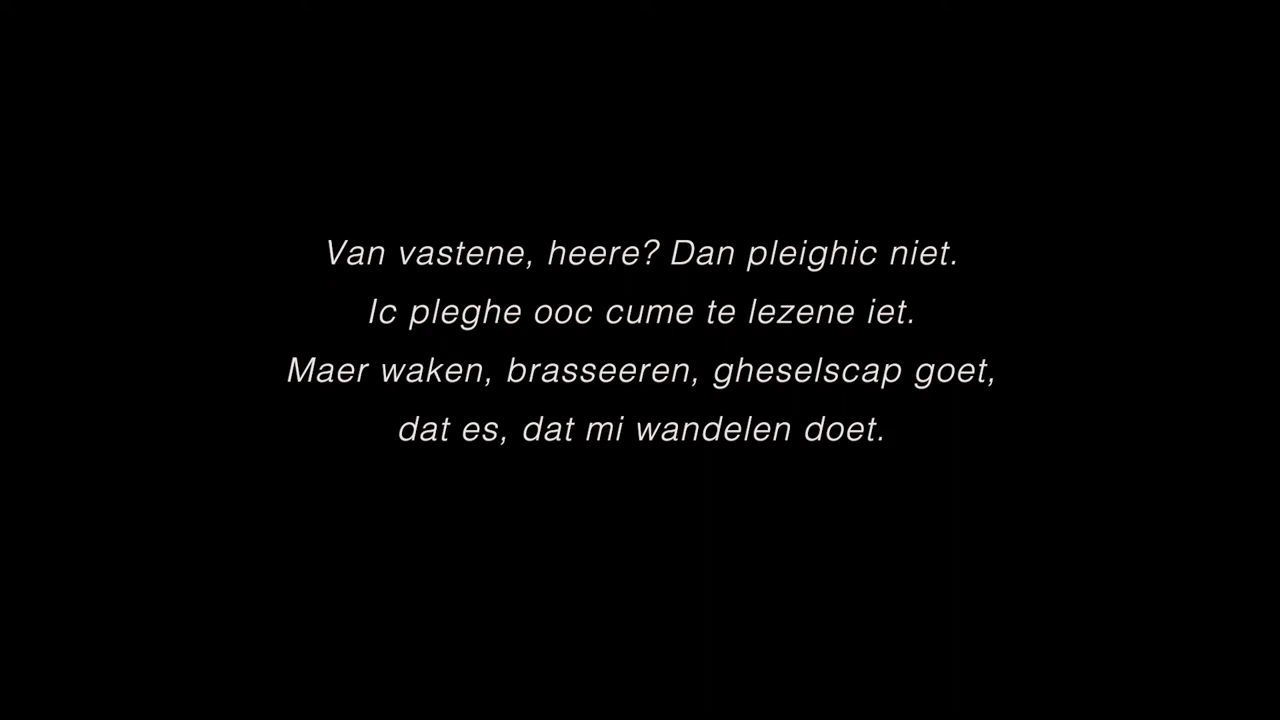 Van vastene, heere? Dan pleighic niet.
Ic pleghe ooc cume te lezene iet.
Maer waken, brasseeren, gheselscap goet,
dat es, dat mi wandelen doet.